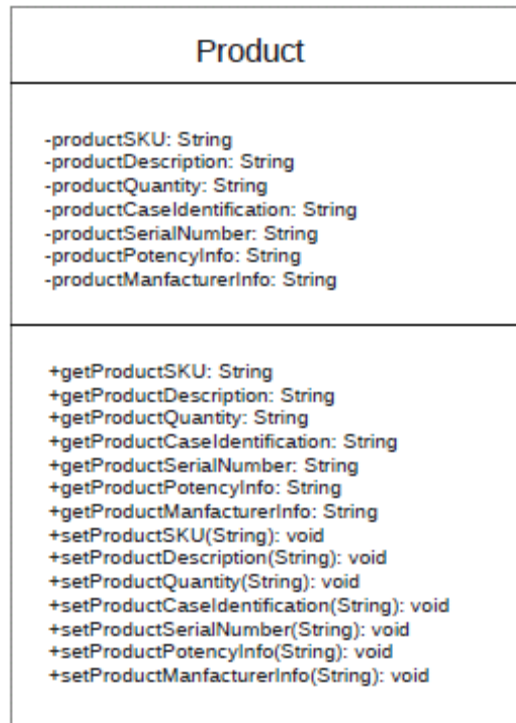 Product
-productSKU: String
-productDescription: String
-productQuantity: String
-productCaseIdentification: String
-productSerialNumber: String
-productPotencyInfo: String
-productManfacturerInfo: String
+getProductSKU: String
+getProductDescription: String
+getProductQuantity: String
+getProductCaseIdentification: String
+getProductSerialNumber: String
+getProductPotencyInfo: String
+getProductManfacturerInfo: String
+setProductSKU(String): void
+setProductDescription(String): void
+setProductQuantity(String): void
+setProductCaseIdentification(String): void
+setProductSerialNumber(String): void
+setProductPotencyInfo(String): void
+setProductManfacturerInfo(String): void